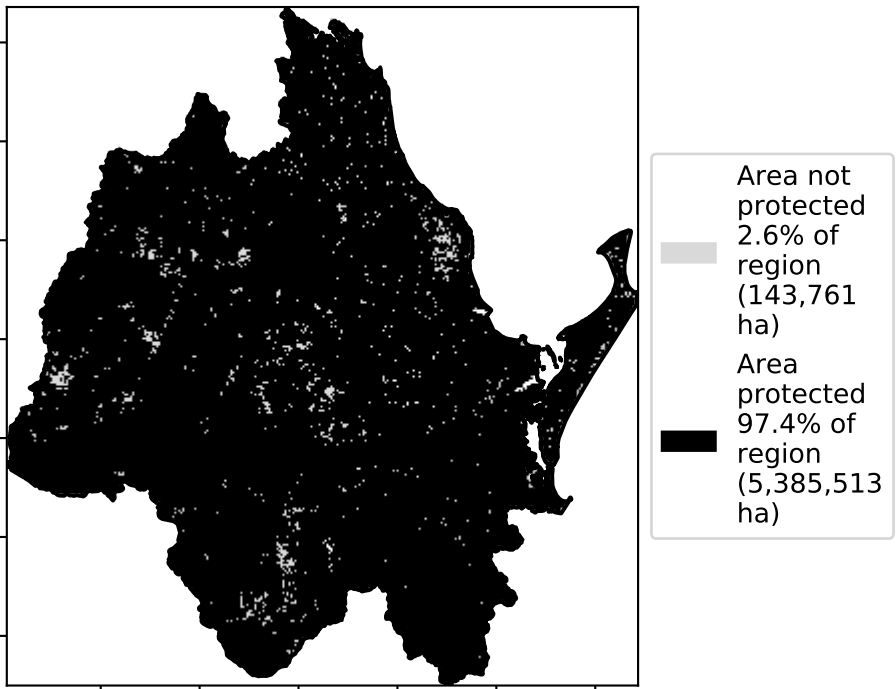 Area not
protected
2.6% of
region
(143,761
ha)
Area
protected
97.4% of
region
(5,385,513
ha)